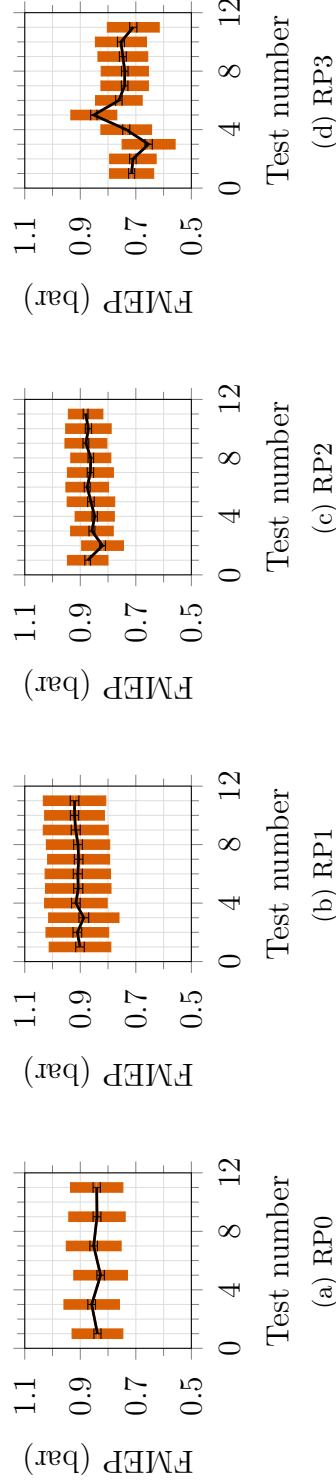 1.1
0.9
0.7
0.5
FMEP (bar)
0 4 8 12
Test number
(a) RP0
1.1
0.9
0.7
0.5
FMEP (bar)
0 4 8 12
Test number
(b) RP1
1.1
0.9
0.7
0.5
FMEP (bar)
0 4 8 12
Test number
(c) RP2
1.1
0.9
0.7
0.5
FMEP (bar)
0 4 8 12
Test number
(d) RP3